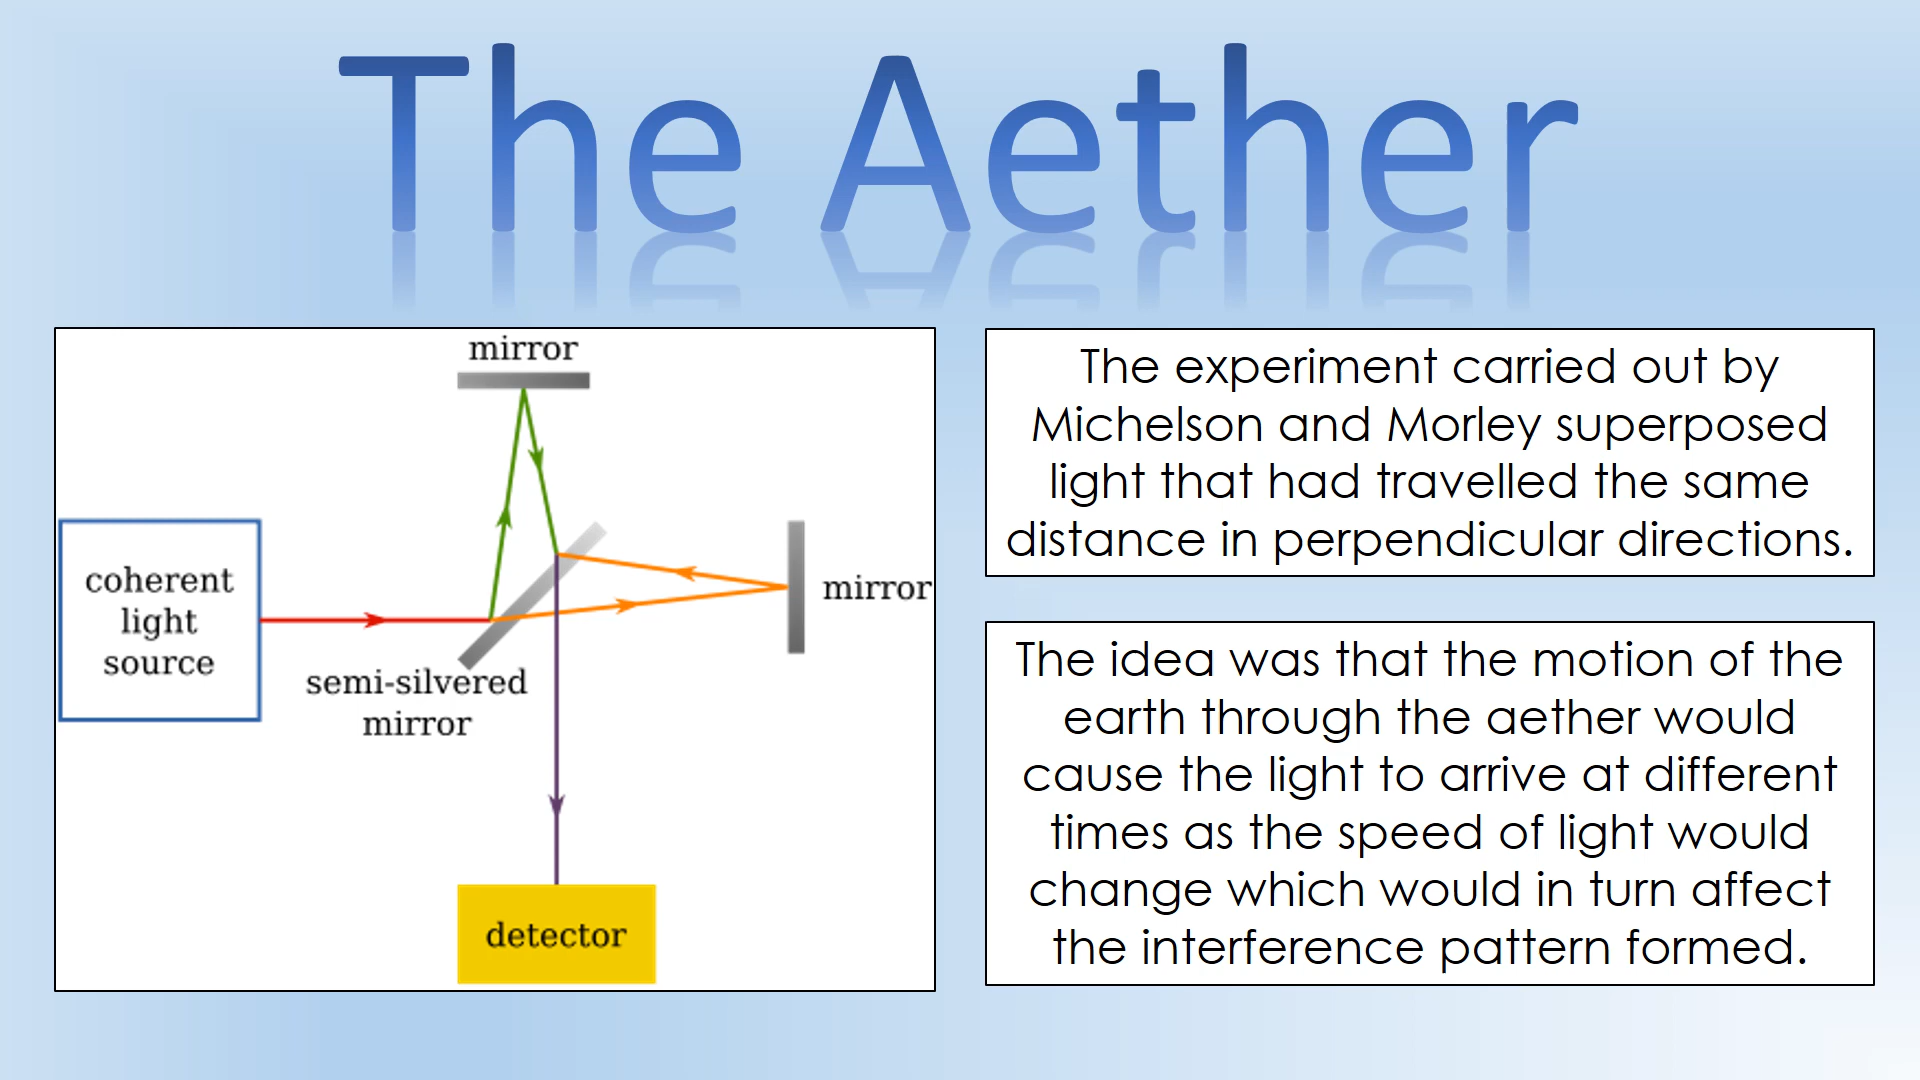 The Aether
mirror
coherent
light
source
mirror
semi-silvered
mirror
detector
The experiment carried out by
Michelson and Morley superposed
light that had travelled the same
distance in perpendicular directions.
The idea was that the motion of the
earth through the aether would
cause the light to arrive at different
times as the speed of light would
change which would in turn affect
the interference pattern formed.